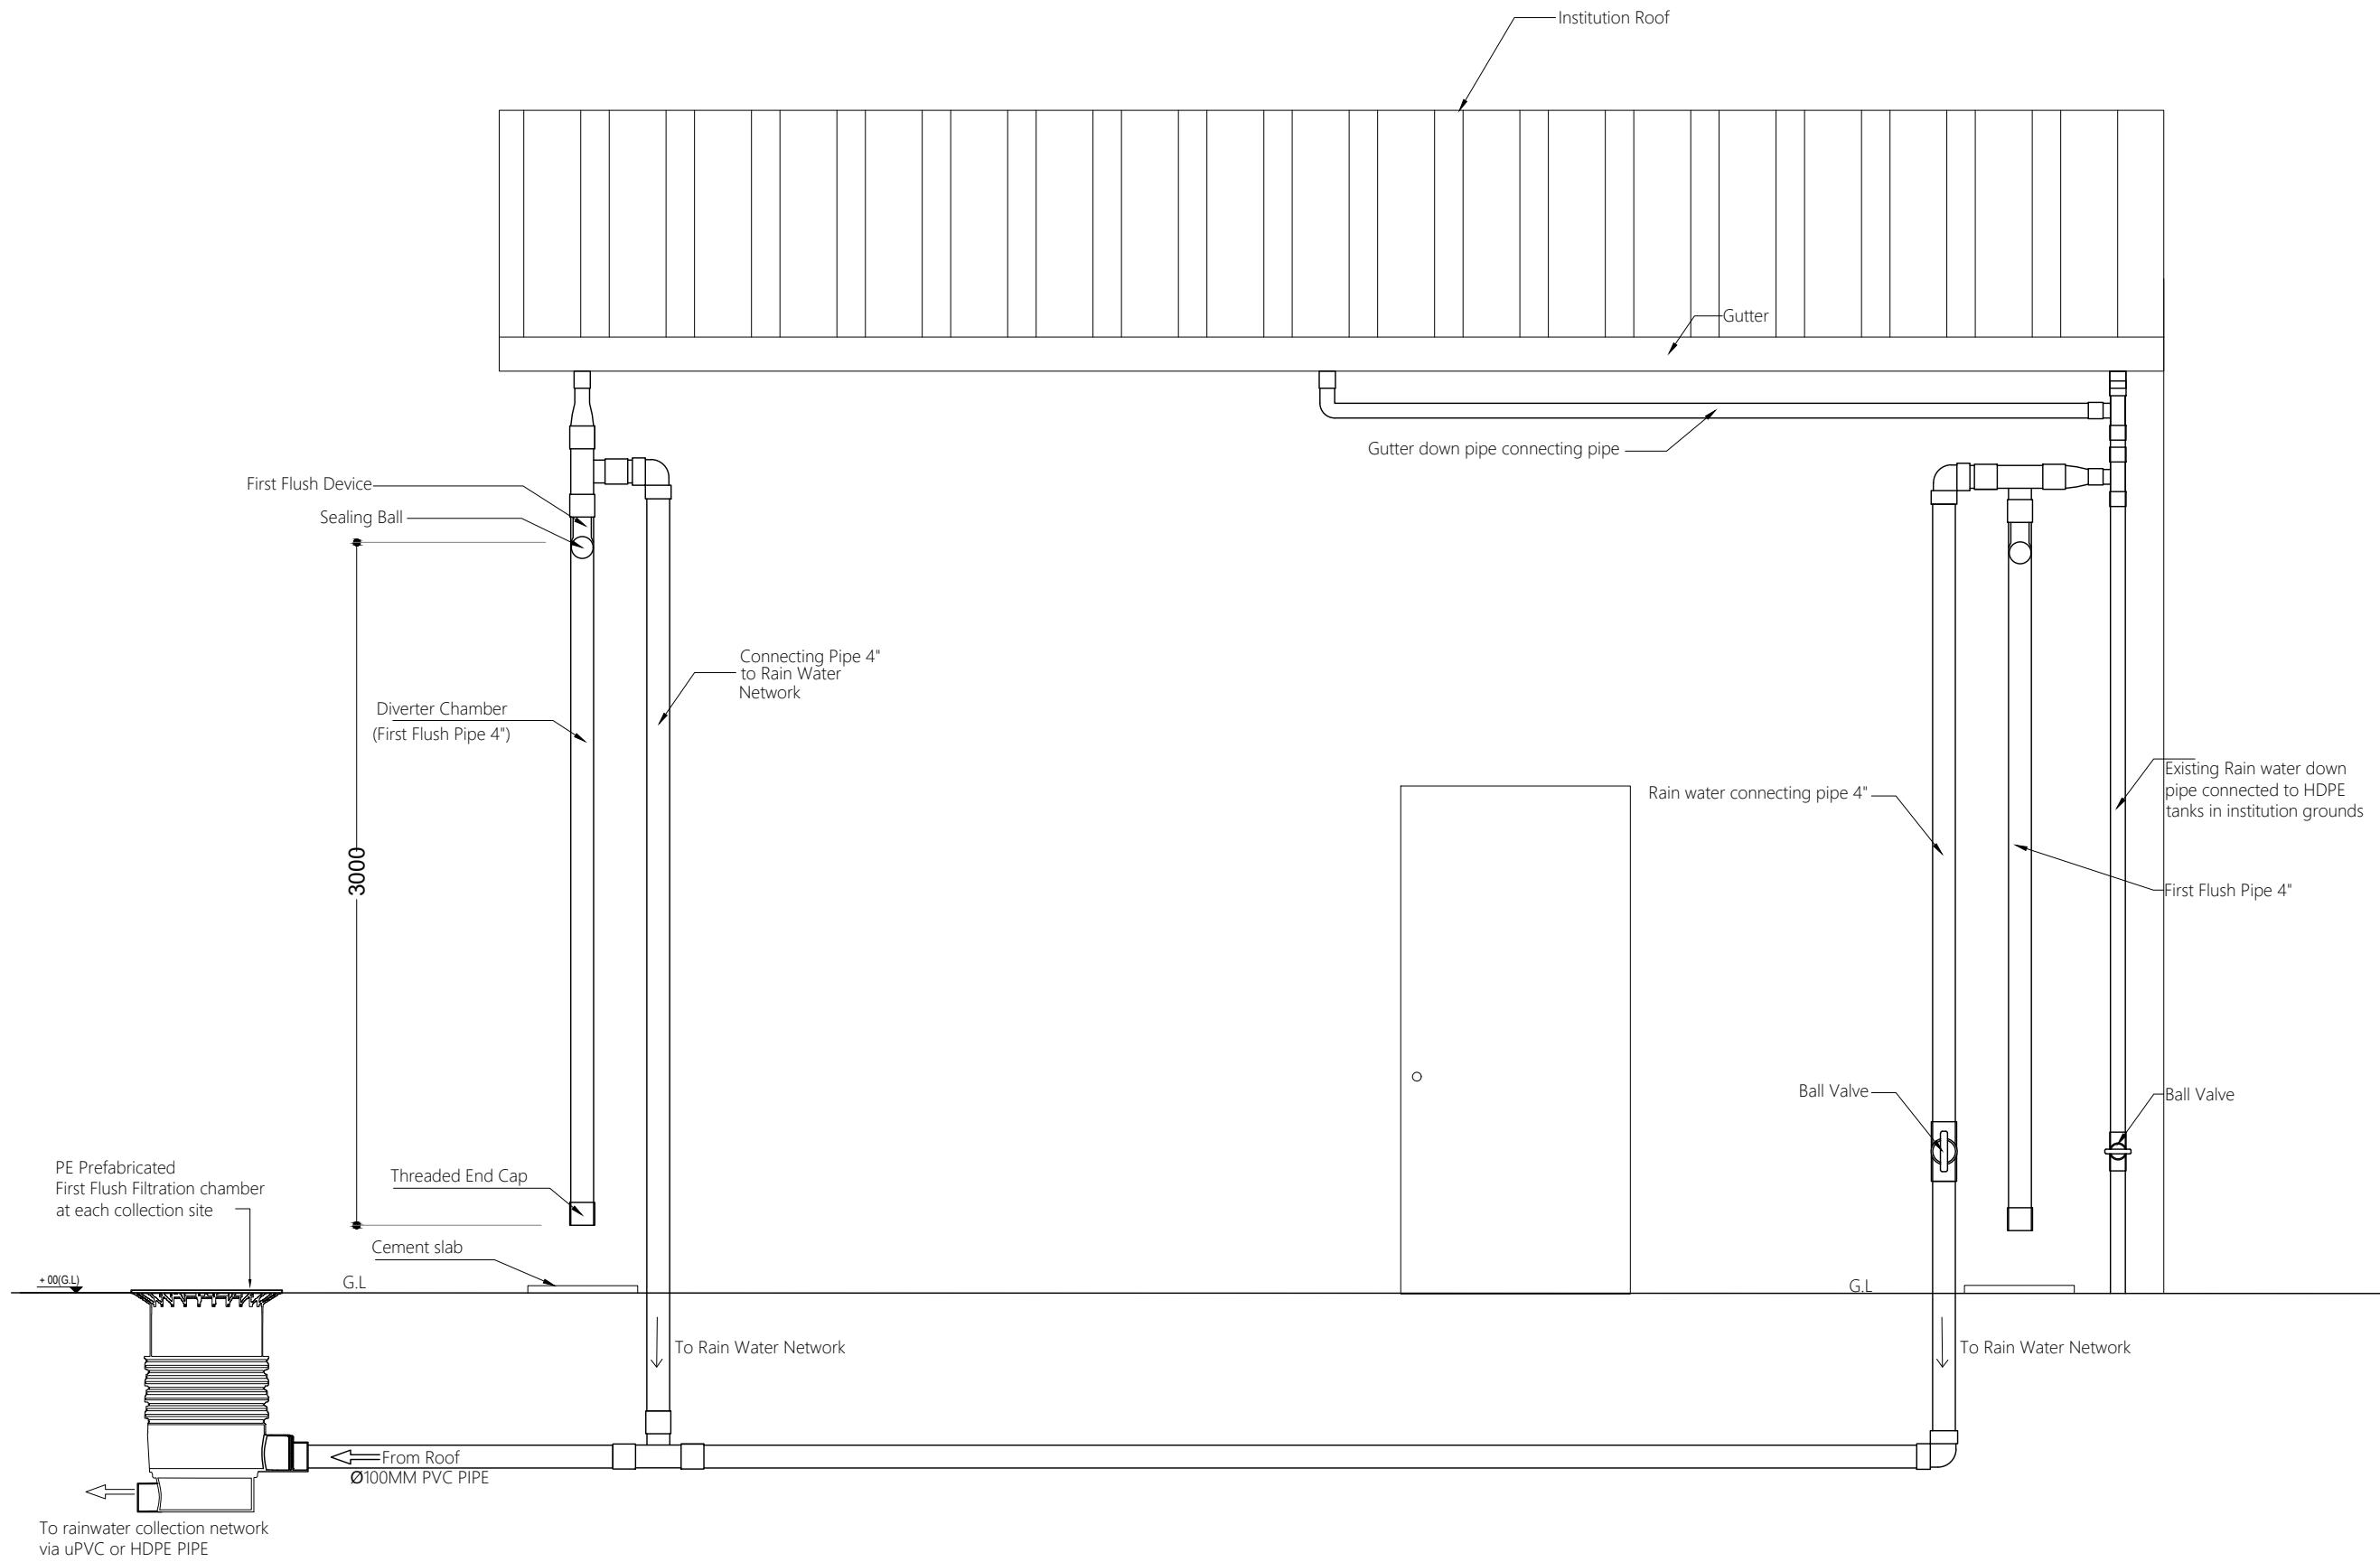 Institution Roof
Gutter
Gutter down pipe connecting pipe
First Flush Device
Sealing Ball
Connecting Pipe 4"
to Rain Water
Network
Diverter Chamber
(First Flush Pipe 4")
3000
Existing Rain water down
pipe connected to HDPE
tanks in institution grounds
Rain water connecting pipe 4"
First Flush Pipe 4"
Ball Valve
Ball Valve
PE Prefabricated
First Flush Filtration chamber
at each collection site
Threaded End Cap
Cement slab
+ 00(G.L)
G.L
G.L
To Rain Water Network
To Rain Water Network
From Roof
Ø100MM PVC PIPE
To rainwater collection network
via uPVC or HDPE PIPE